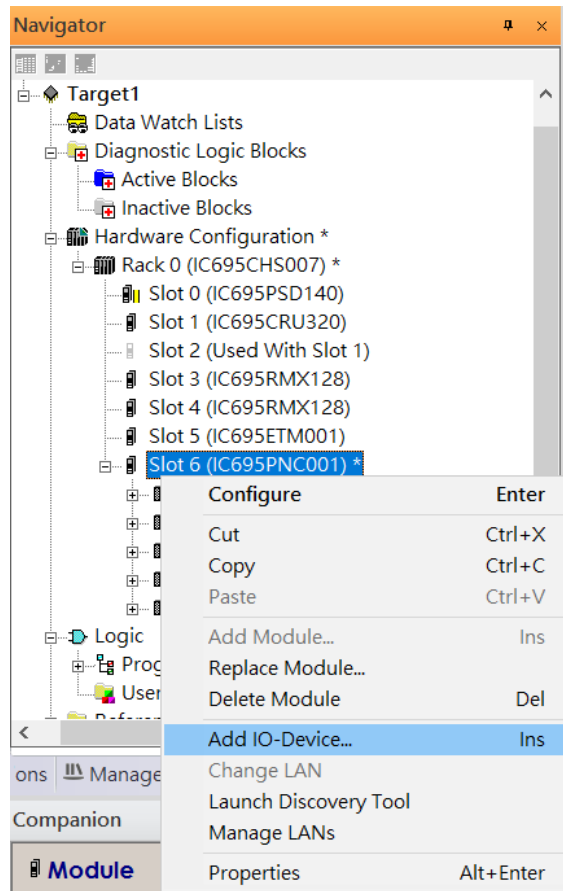 Navigator
Target1
Data Watch Lists
Diagnostic Logic Blocks
Active Blocks
Inactive Blocks
Hardware Configuration *
Rack 0 (IC695CHS007) *
Slot 0 (IC695PSD140)
Slot 1 (IC695CRU320)
Slot 2 (Used With Slot 1)
Slot 3 (IC695RMX128)
Slot 4 (IC695RMX128)
Slot 5 (IC695ETM001)
Slot 6 (IC695PNC001) *
Configure Enter
Cut Ctrl+X
Copy Ctrl+C
Paste Ctrl+V
Logic
Add Module... Ins
Prog
Replace Module...
User
Delete Module Del
Add IO-Device... Ins
ons Manage
Change LAN
Launch Discovery Tool
Companion
Manage LANs
Module
Properties Alt+Enter